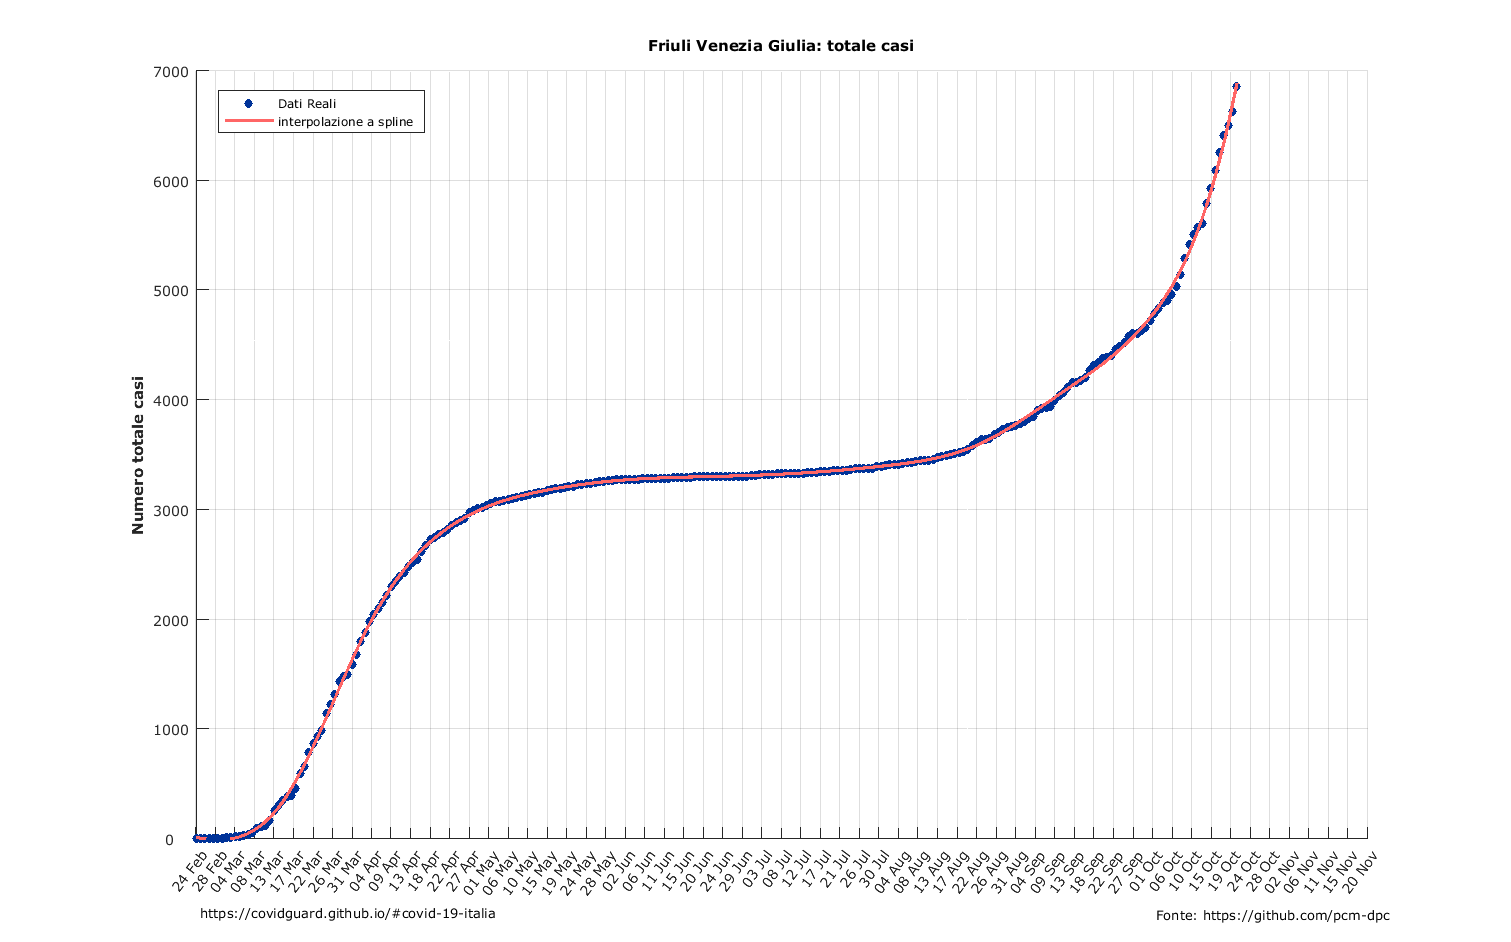 Friuli Venezia Giulia: totale casi
Dati Reali
interpolazione a spline
Numero totale casi
7000
6000
5000
4000
3000
2000
1000
0
24 Feb
28 Feb
04 Mar
08 Mar
13 Mar
17 Mar
22 Mar
26 Mar
31 Mar
04 Apr
09 Apr
13 Apr
18 Apr
22 Apr
27 Apr
01 May
06 May
10 May
15 May
19 May
24 May
28 May
02 Jun
06 Jun
11 Jun
15 Jun
20 Jun
24 Jun
29 Jun
03 Jul
08 Jul
12 Jul
17 Jul
21 Jul
26 Jul
30 Jul
04 Aug
08 Aug
13 Aug
17 Aug
22 Aug
26 Aug
31 Aug
04 Sep
09 Sep
13 Sep
18 Sep
22 Sep
27 Sep
01 Oct
06 Oct
10 Oct
15 Oct
19 Oct
24 Oct
28 Oct
02 Nov
06 Nov
11 Nov
15 Nov
20 Nov
https://covidguard.github.io/#covid-19-italia
Fonte: https://github.com/pcm-dpc